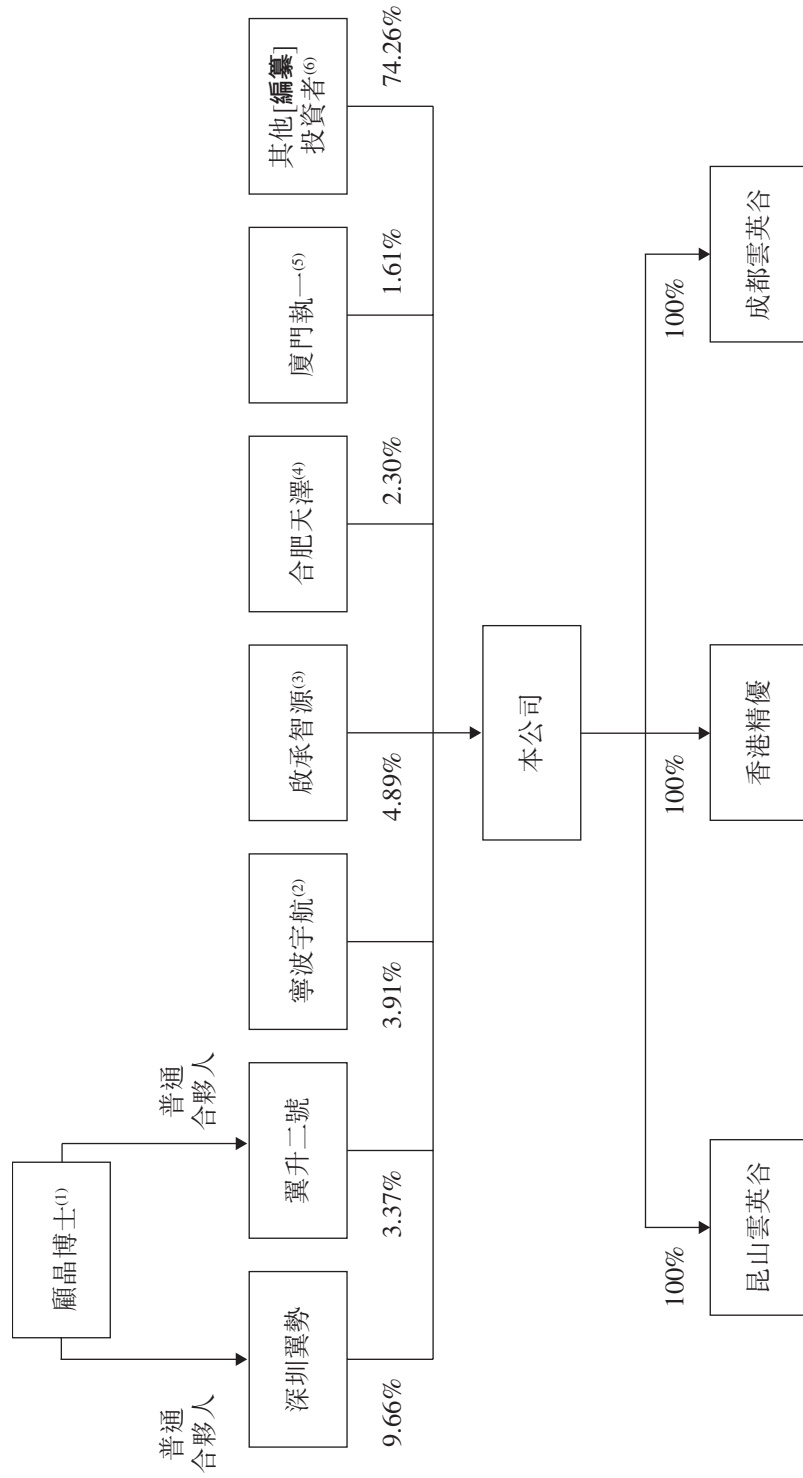 顧晶博士(1)
普通
合夥人
普通
合夥人
深圳翼勢
翼升二號
寧波宇航(2)
啟承智源(3)
合肥天澤(4)
廈門執一(5)
其他[編纂]
投資者(6)
9.66%
3.37%
3.91%
4.89%
2.30%
1.61%
74.26%
本公司
100%
100%
100%
昆山雲英谷
香港精優
成都雲英谷